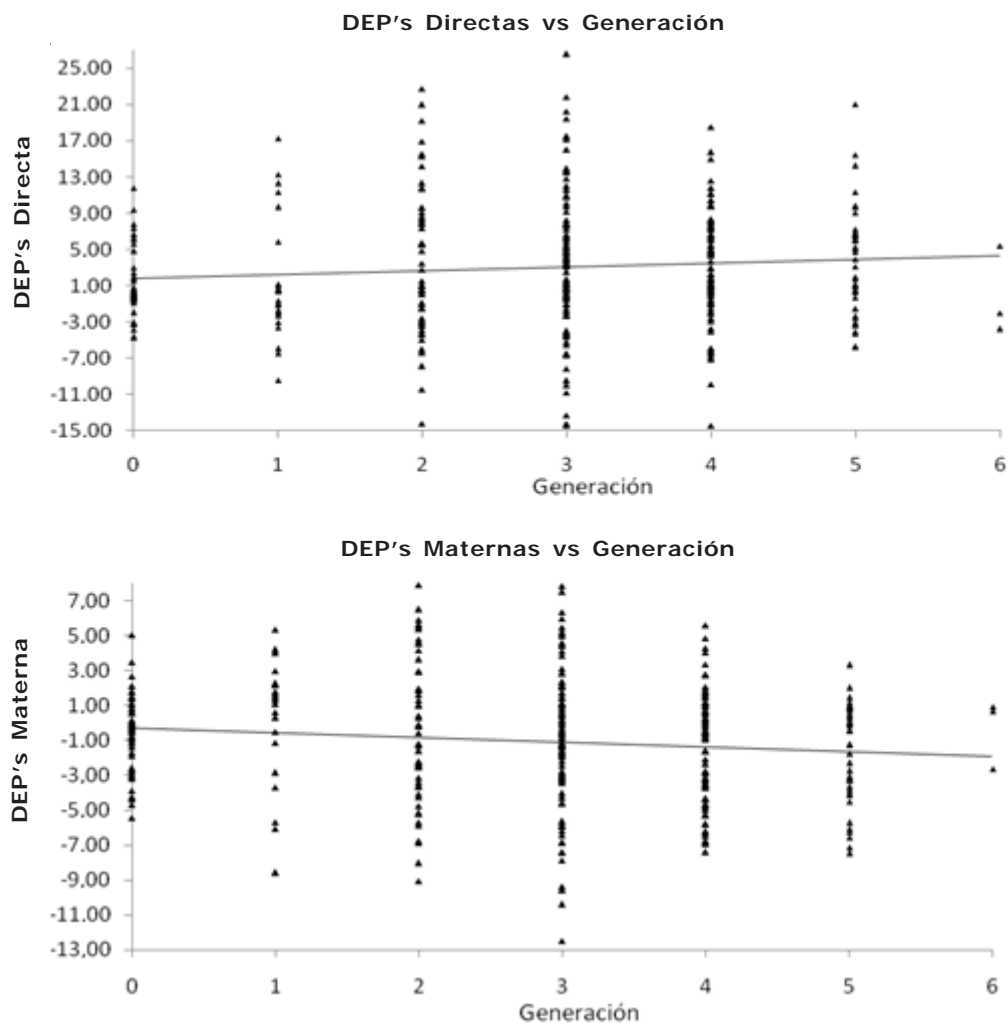 DEP's Directas vs Generación
DEP's Directa
25.00
21.00
17.00
13.00
9.00
5.00
1.00
-3.00
-7.00
-11.00
-15.00
0 1 2 3 4 5 6
Generación
DEP's Maternas vs Generación
DEP's Materna
7.00
5.00
3.00
1.00
-1.00
-3.00
-5.00
-7.00
-9.00
-11.00
-13.00
0 1 2 3 4 5 6
Generación